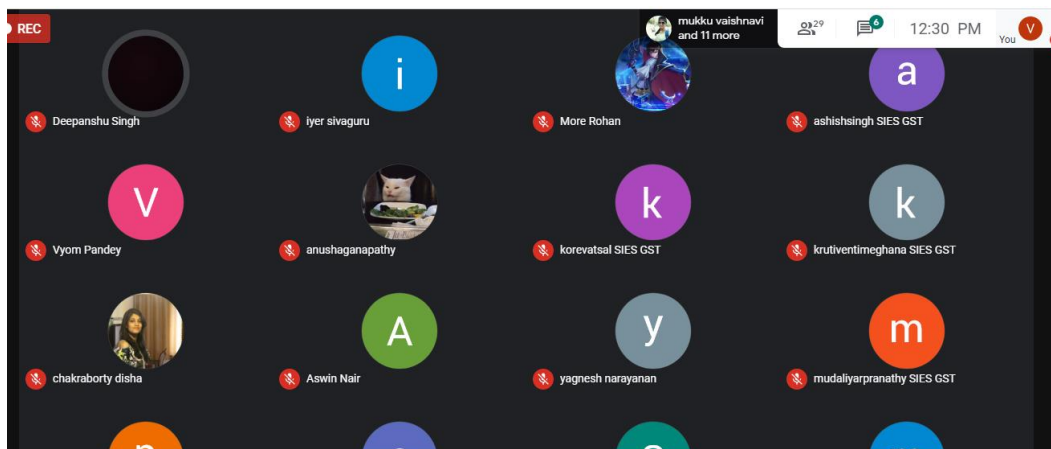 REC
mukku vaishnavi
and 11 more
29
6
12:30 PM
You
V
Deepanshu Singh
i
iyer sivaguru
More Rohan
a
ashishsingh SIES GST
V
Vyom Pandey
anushaganapathy
k
korevatsal SIES GST
k
krutiventimeghana SIES GST
chakraborty disha
A
Aswin Nair
y
yagnesh narayanan
m
mudaliyarpranathy SIES GST